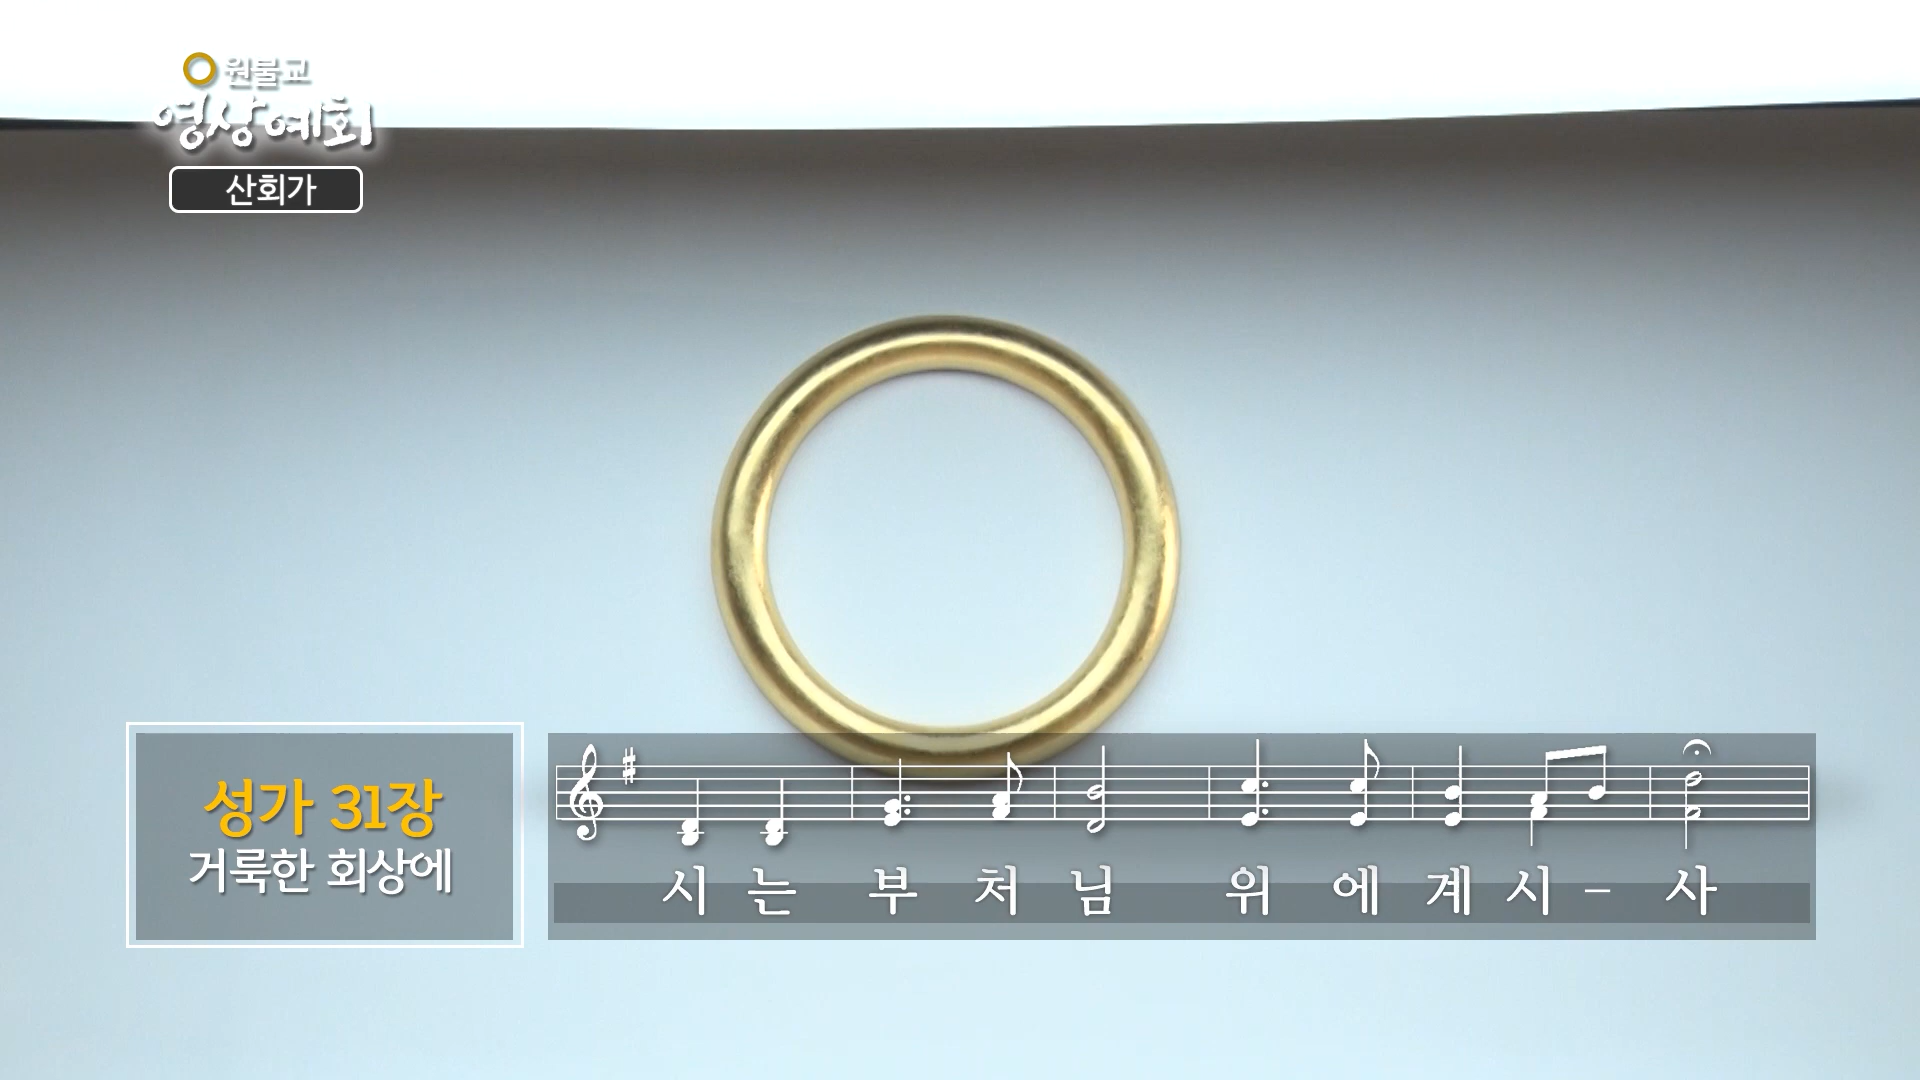 원불교
영상예회
산회가
성가 31장
거룩한 회상에
시 는 부 처 님 위 에 계 시 - 사